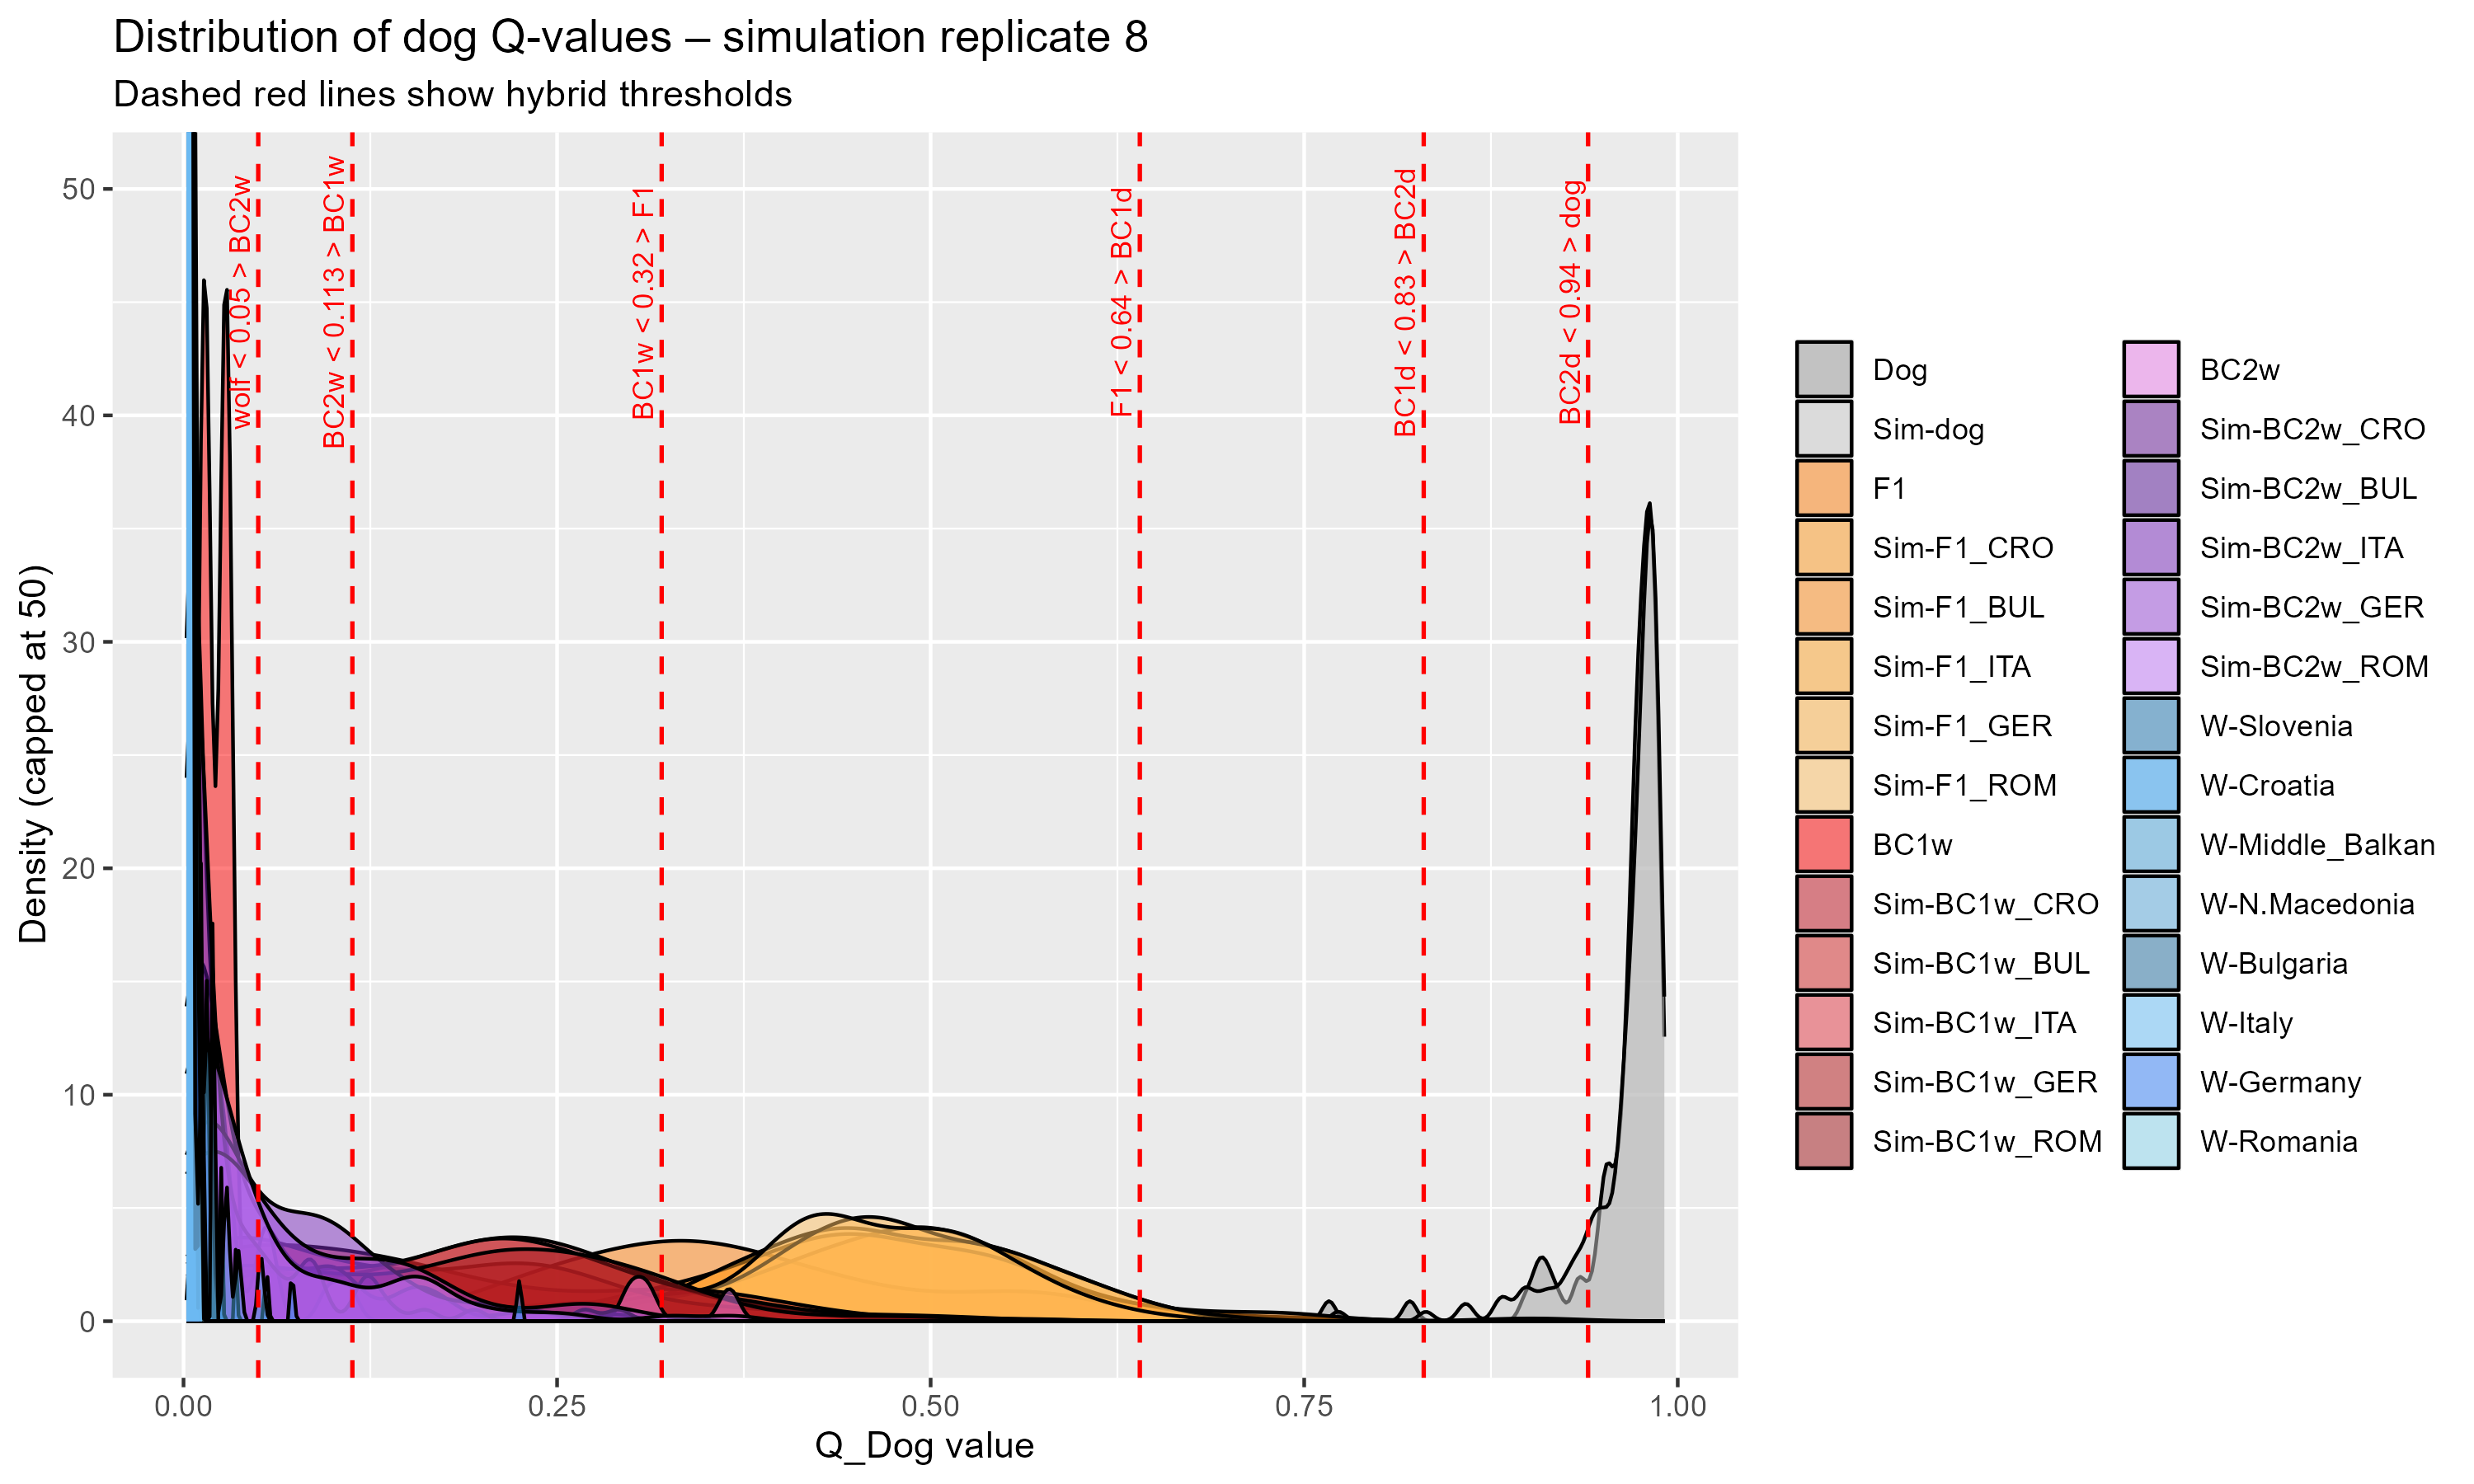 Distribution of dog Q-values – simulation replicate 8
Dashed red lines show hybrid thresholds
Density (capped at 50)
50
40
30
20
10
0
wolf < 0.05 > BC2w
BC2w < 0.113 > BC1w
BC1w < 0.32 > F1
F1 < 0.64 > BC1d
BC1d < 0.83 > BC2d
BC2d < 0.94 > dog
0.00
0.25
0.50
0.75
1.00
Q_Dog value
Dog
Sim-dog
F1
Sim-F1_CRO
Sim-F1_BUL
Sim-F1_ITA
Sim-F1_GER
Sim-F1_ROM
BC1w
Sim-BC1w_CRO
Sim-BC1w_BUL
Sim-BC1w_ITA
Sim-BC1w_GER
Sim-BC1w_ROM
BC2w
Sim-BC2w_CRO
Sim-BC2w_BUL
Sim-BC2w_ITA
Sim-BC2w_GER
Sim-BC2w_ROM
W-Slovenia
W-Croatia
W-Middle_Balkan
W-N.Macedonia
W-Bulgaria
W-Italy
W-Germany
W-Romania